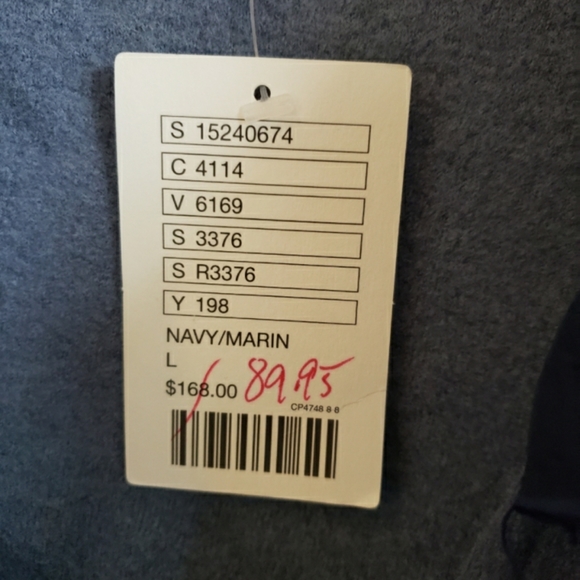 S 15240674
C 4114
V 6169
S 3376
S R3376
Y 198
NAVY/MARIN
L
$168.00 89.95
CP4748 8 8